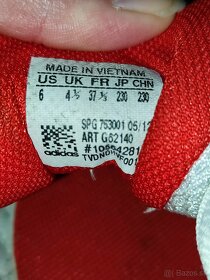 MADE IN VIETNAM
US UK FR JP CHN
6 4½ 37⅓ 230 230
SPG 753001 05/12
ART G62140
adidas